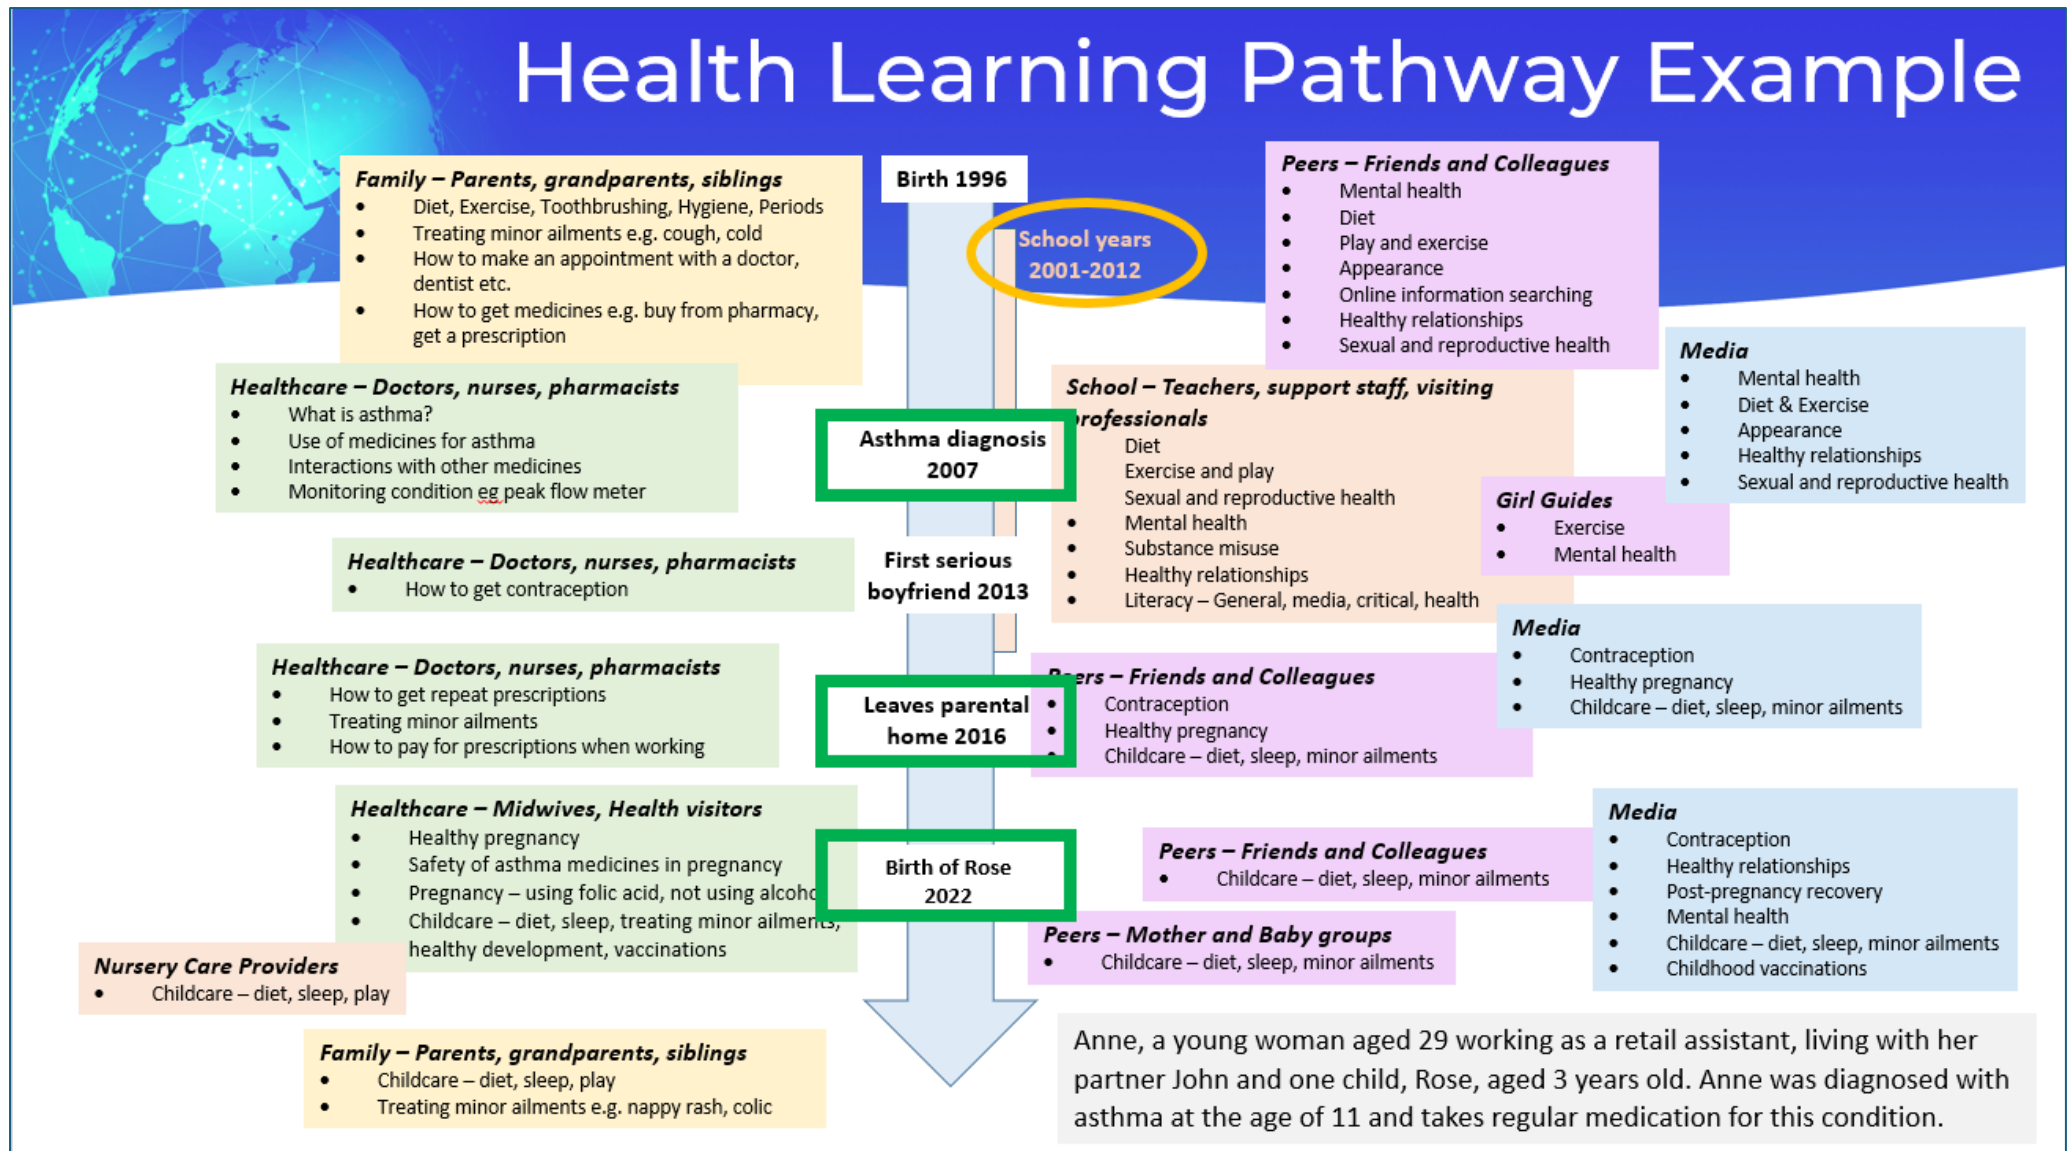 Health Learning Pathway Example
Family – Parents, grandparents, siblings
• Diet, Exercise, Toothbrushing, Hygiene, Periods
• Treating minor ailments e.g. cough, cold
• How to make an appointment with a doctor,
dentist etc.
• How to get medicines e.g. buy from pharmacy,
get a prescription
Birth 1996
School years
2001-2012
Peers – Friends and Colleagues
• Mental health
• Diet
• Play and exercise
• Appearance
• Online information searching
• Healthy relationships
• Sexual and reproductive health
Media
• Mental health
• Diet & Exercise
• Appearance
• Healthy relationships
• Sexual and reproductive health
Healthcare – Doctors, nurses, pharmacists
• What is asthma?
• Use of medicines for asthma
• Interactions with other medicines
• Monitoring condition eg peak flow meter
Asthma diagnosis
2007
School – Teachers, support staff, visiting
professionals
Diet
Exercise and play
Sexual and reproductive health
• Mental health
• Substance misuse
• Healthy relationships
• Literacy – General, media, critical, health
Girl Guides
• Exercise
• Mental health
Healthcare – Doctors, nurses, pharmacists
• How to get contraception
First serious
boyfriend 2013
Media
• Contraception
• Healthy pregnancy
• Childcare – diet, sleep, minor ailments
Healthcare – Doctors, nurses, pharmacists
• How to get repeat prescriptions
• Treating minor ailments
• How to pay for prescriptions when working
Leaves parental
home 2016
Peers – Friends and Colleagues
• Contraception
• Healthy pregnancy
• Childcare – diet, sleep, minor ailments
Healthcare – Midwives, Health visitors
• Healthy pregnancy
• Safety of asthma medicines in pregnancy
• Pregnancy – using folic acid, not using alcohol
• Childcare – diet, sleep, treating minor ailments,
healthy development, vaccinations
Birth of Rose
2022
Peers – Friends and Colleagues
• Childcare – diet, sleep, minor ailments
Media
• Contraception
• Healthy relationships
• Post-pregnancy recovery
• Mental health
• Childcare – diet, sleep, minor ailments
• Childhood vaccinations
Peers – Mother and Baby groups
• Childcare – diet, sleep, minor ailments
Nursery Care Providers
• Childcare – diet, sleep, play
Family – Parents, grandparents, siblings
• Childcare – diet, sleep, play
• Treating minor ailments e.g. nappy rash, colic
Anne, a young woman aged 29 working as a retail assistant, living with her
partner John and one child, Rose, aged 3 years old. Anne was diagnosed with
asthma at the age of 11 and takes regular medication for this condition.